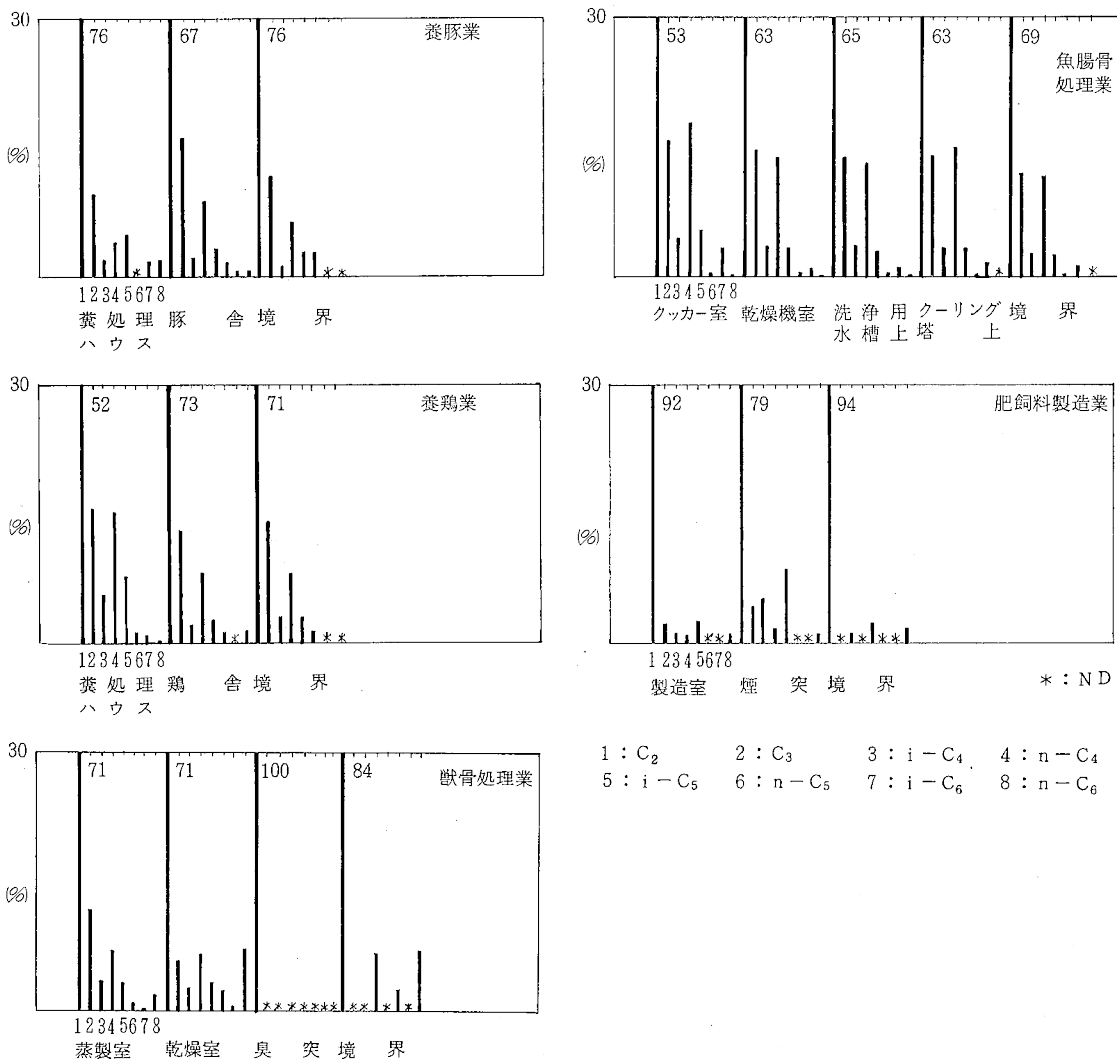 30
76 67 76 養豚業
(%)
* * *
12345678
糞処理 豚舎 境界
ハウス
30
53 63 65 63 69
魚腸骨
処理業
(%)
* *
12345678
クッカー室 乾燥機室 洗浄用 クーリング 境界
水槽上 塔上
30
52 73 71 養鶏業
(%)
* * *
12345678
糞処理 鶏舎 境界
ハウス
30
92 79 94 肥飼料製造業
(%)
* * * * * * * *
12345678
製造室 煙突 境界
*:ND
30
71 71 100 84 獣骨処理業
(%)
* * * * * * * * * * *
12345678
蒸製室 乾燥室 臭突 境界
1:C₂ 2:C₃ 3:i-C₄ 4:n-C₄
5:i-C₅ 6:n-C₅ 7:i-C₆ 8:n-C₆